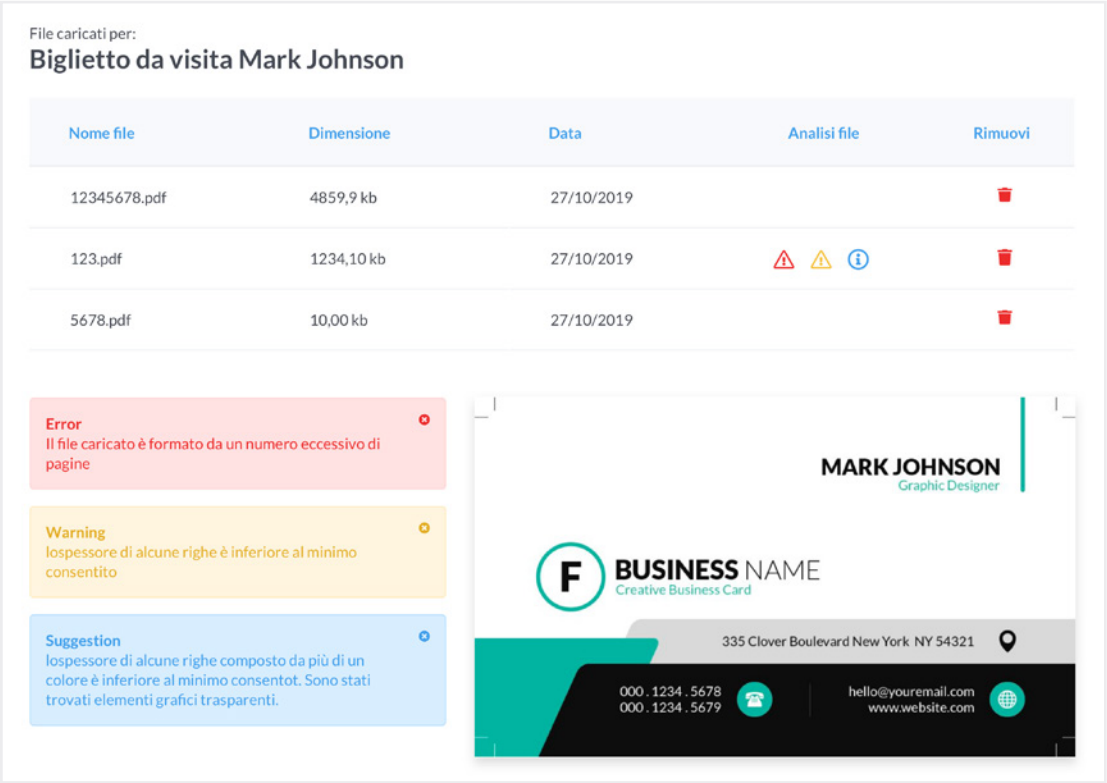 File caricati per:
Biglietto da visita Mark Johnson
Nome file Dimensione Data Analisi file Rimuovi
12345678.pdf 4859,9 kb 27/10/2019
123.pdf 1234,10 kb 27/10/2019
5678.pdf 10,00 kb 27/10/2019
Error
Il file caricato è formato da un numero eccessivo di
pagine
Warning
lospessore di alcune righe è inferiore al minimo
consentito
Suggestion
lospessore di alcune righe composto da più di un
colore è inferiore al minimo consentot. Sono stati
trovati elementi grafici trasparenti.
MARK JOHNSON
Graphic Designer
F BUSINESS NAME
Creative Business Card
335 Clover Boulevard New York NY 54321
000 . 1234 . 5678 hello@youremail.com
000 . 1234 . 5679 www.website.com